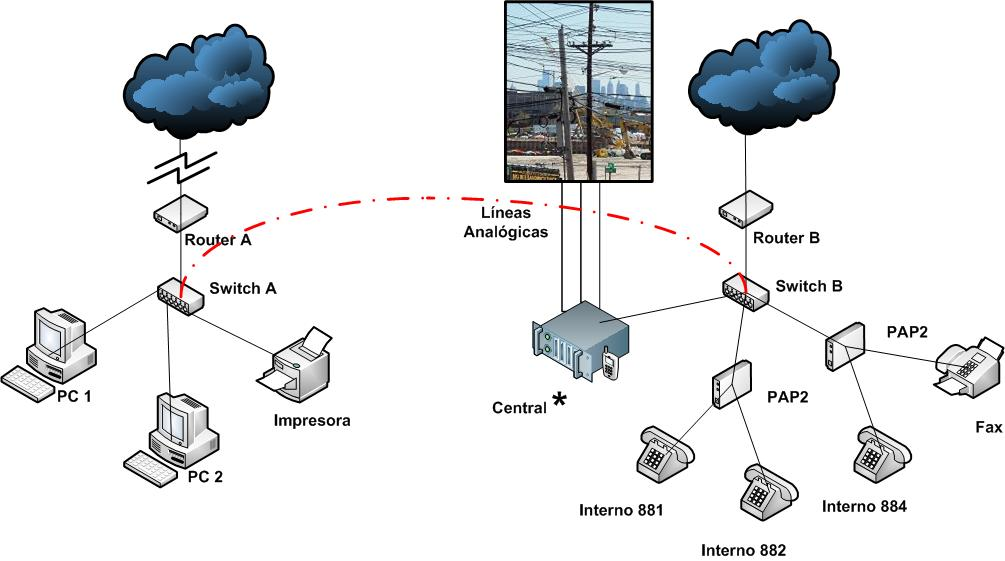 Líneas
Analógicas
Router A
Router B
Switch A
Switch B
PAP2
PC 1
Central *
PAP2
Impresora
Fax
PC 2
Interno 881
Interno 884
Interno 882